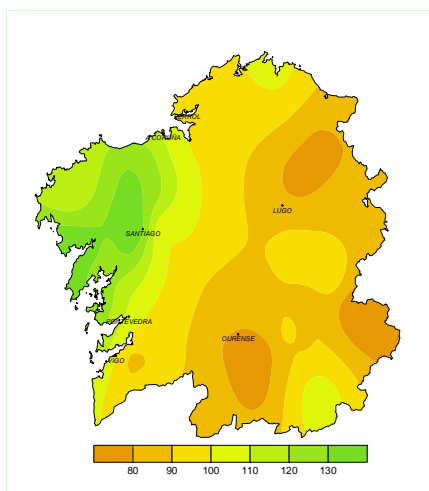 FERROL
A CORUÑA
LUGO
SANTIAGO
PONTEVEDRA
OURENSE
VIGO
80 90 100 110 120 130